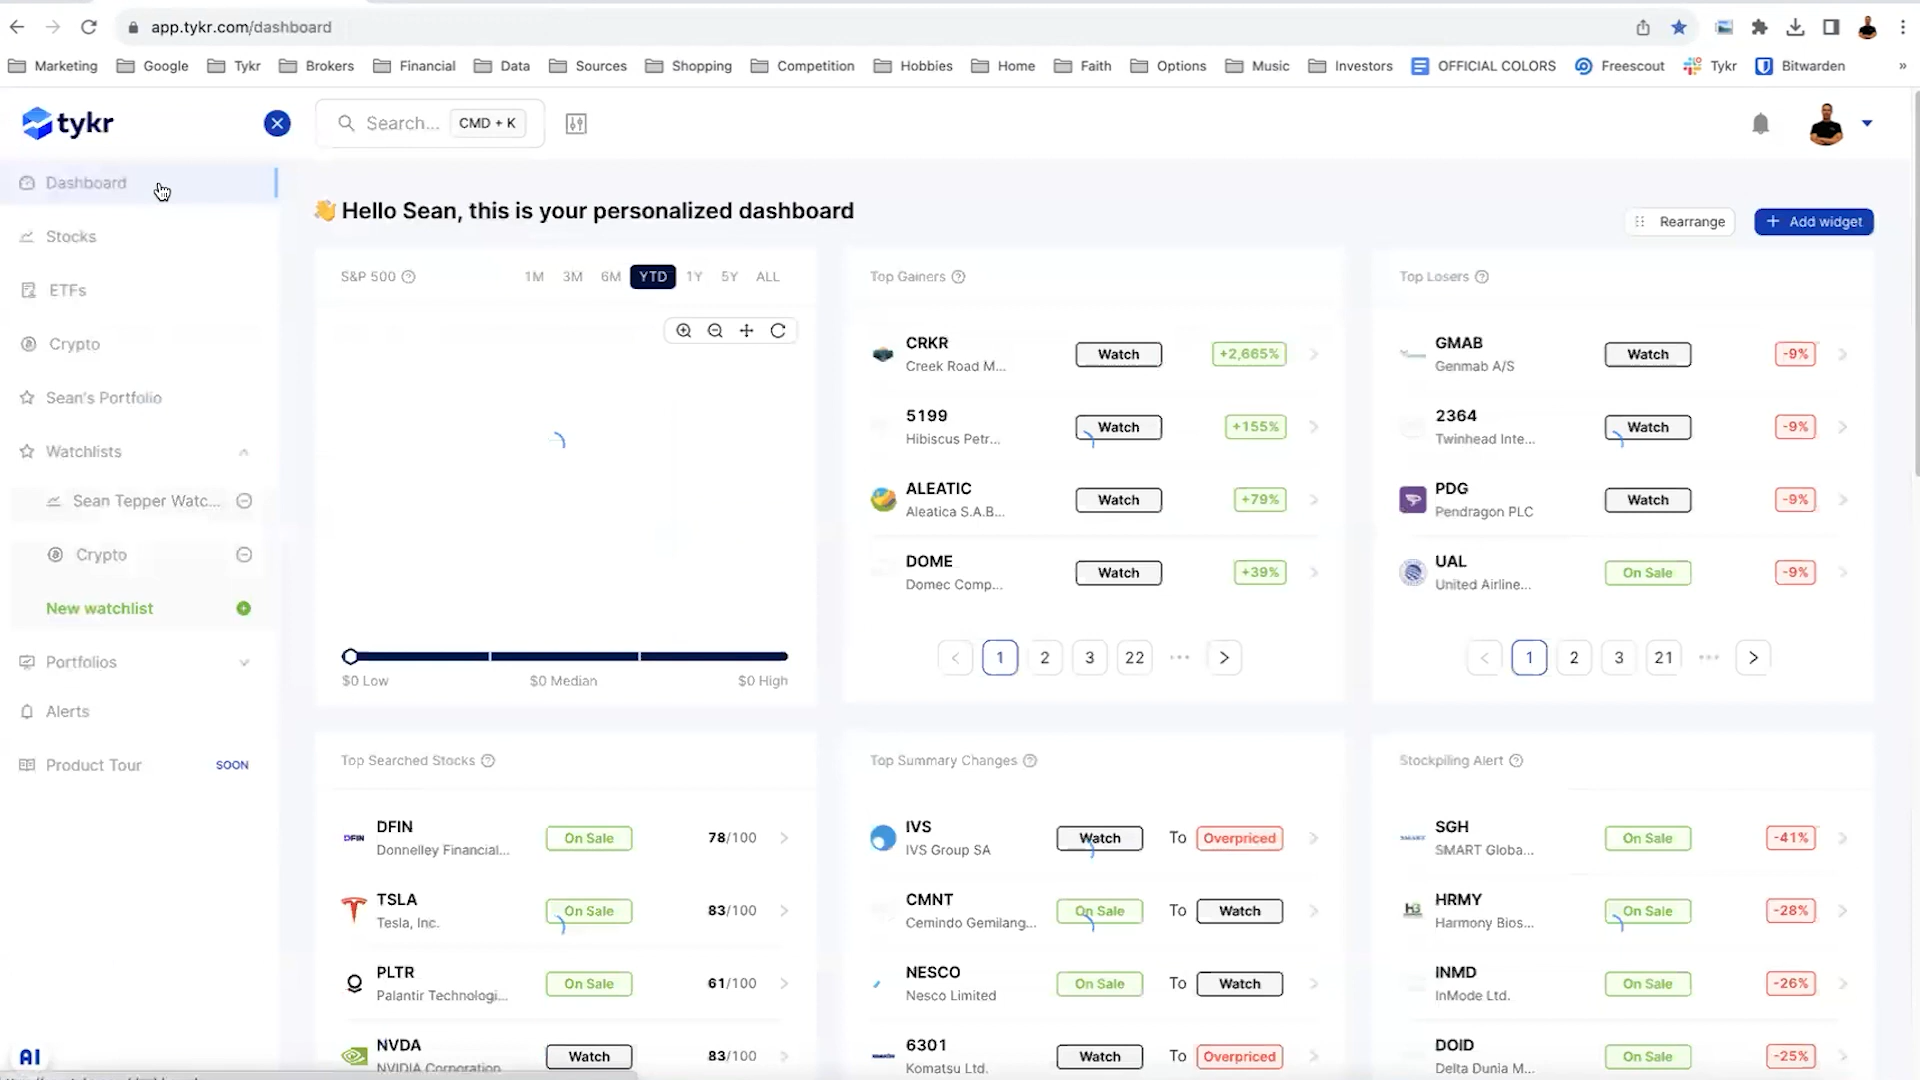 app.tykr.com/dashboard
Marketing Google Tykr Brokers Financial Data Sources Shopping Competition Hobbies Home Faith Options Music Investors OFFICIAL COLORS Freescout Tykr Bitwarden »
tykr
Search... CMD + K
Dashboard
Stocks
ETFs
Crypto
Sean's Portfolio
Watchlists
Sean Tepper Watc...
Crypto
New watchlist
Portfolios
Alerts
Product Tour SOON
AI
Hello Sean, this is your personalized dashboard
Rearrange
+ Add widget
S&P 500
1M 3M 6M YTD 1Y 5Y ALL
$0 Low $0 Median $0 High
Top Gainers
CRKR Watch +2,665%
Creek Road M...
5199 Watch +155%
Hibiscus Petr...
ALEATIC Watch +79%
Aleatica S.A.B...
DOME Watch +39%
Domec Comp...
< 1 2 3 22 ••• >
Top Losers
GMAB Watch -9%
Genmab A/S
2364 Watch -9%
Twinhead Inte...
PDG Watch -9%
Pendragon PLC
UAL On Sale -9%
United Airline...
< 1 2 3 21 ••• >
Top Searched Stocks
DFIN DFIN On Sale 78/100
Donnelley Financial...
TSLA On Sale 83/100
Tesla, Inc.
PLTR On Sale 61/100
Palantir Technologi...
NVDA Watch 83/100
NVIDIA Corporation
Top Summary Changes
IVS Watch To Overpriced
IVS Group SA
CMNT On Sale To Watch
Cemindo Gemilang...
NESCO On Sale To Watch
Nesco Limited
6301 Watch To Overpriced
Komatsu Ltd.
Stockpiling Alert
SGH On Sale -41%
SMART Globa...
HRMY On Sale -28%
Harmony Bios...
INMD On Sale -26%
InMode Ltd.
DOID On Sale -25%
Delta Dunia M...